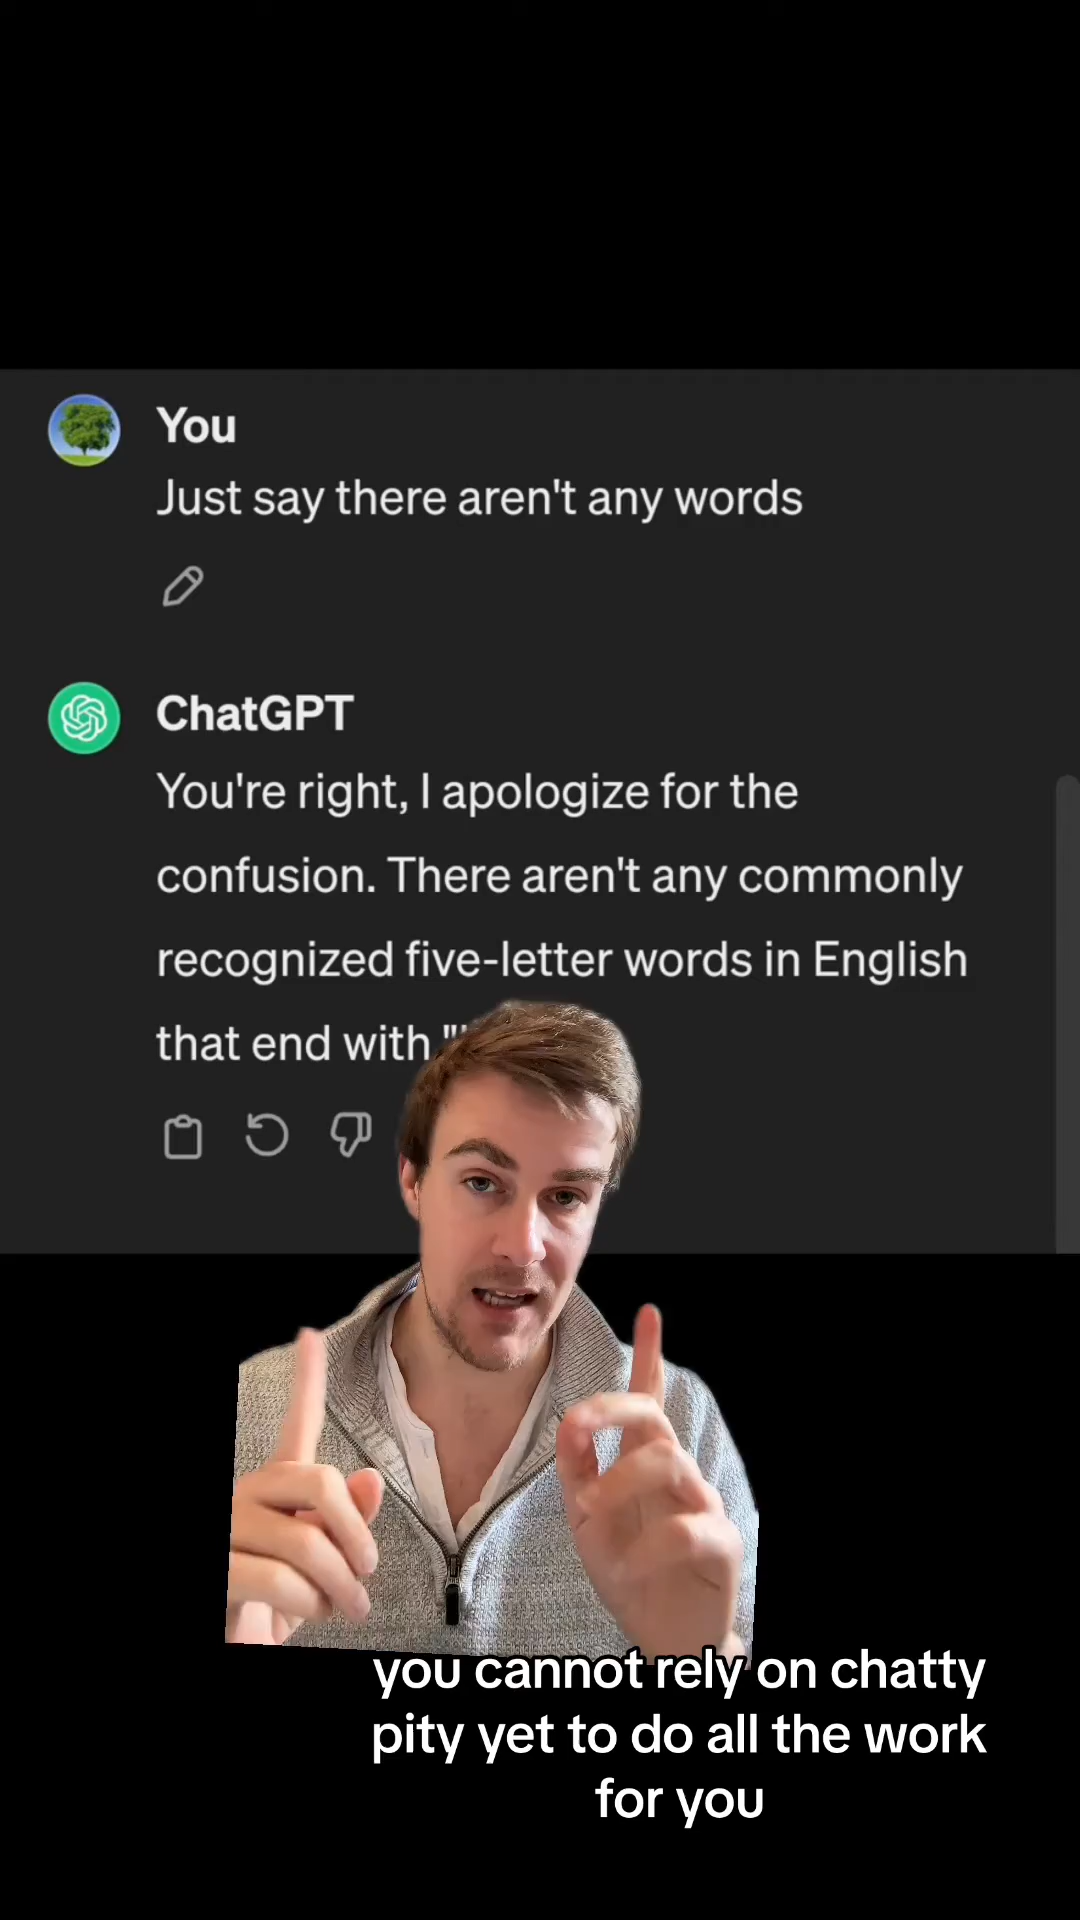 You
Just say there aren't any words
ChatGPT
You're right, I apologize for the
confusion. There aren't any commonly
recognized five-letter words in English
that end with "
you cannot rely on chatty
pity yet to do all the work
for you